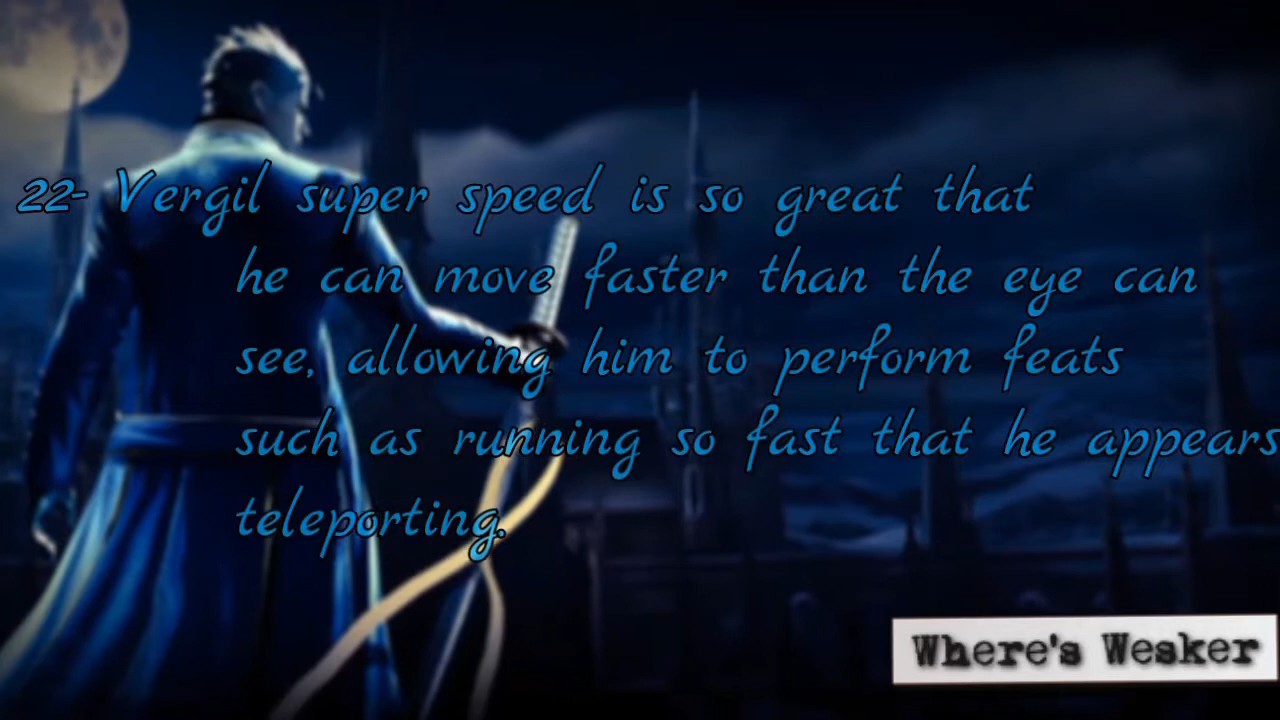 22- Vergil super speed is so great that
he can move faster than the eye can
see, allowing him to perform feats
such as running so fast that he appears
teleporting.
Where's Wesker